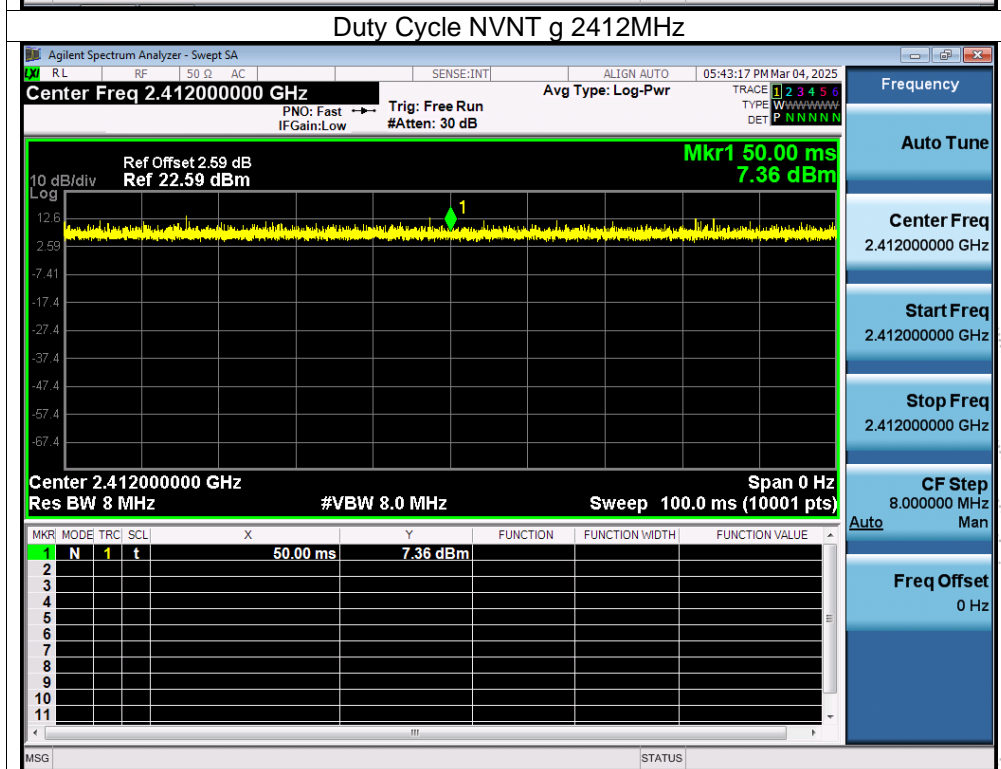 Duty Cycle NVNT g 2412MHz
Agilent Spectrum Analyzer - Swept SA
LXI RL RF 50 Ω AC SENSE:INT ALIGN AUTO 05:43:17 PM Mar 04, 2025
Center Freq 2.412000000 GHz
PNO: Fast
IFGain:Low
Trig: Free Run
#Atten: 30 dB
Avg Type: Log-Pwr
TRACE 1 2 3 4 5 6
TYPE WWWWWW
DET P N N N N N
Mkr1 50.00 ms
7.36 dBm
Ref Offset 2.59 dB
10 dB/div Ref 22.59 dBm
Log
1
12.6
2.59
-7.41
-17.4
-27.4
-37.4
-47.4
-57.4
-67.4
Center 2.412000000 GHz Span 0 Hz
Res BW 8 MHz #VBW 8.0 MHz Sweep 100.0 ms (10001 pts)
MKR MODE TRC SCL X Y FUNCTION FUNCTION WIDTH FUNCTION VALUE
1 N 1 t 50.00 ms 7.36 dBm
2
3
4
5
6
7
8
9
10
11
MSG STATUS
Frequency
Auto Tune
Center Freq
2.412000000 GHz
Start Freq
2.412000000 GHz
Stop Freq
2.412000000 GHz
CF Step
8.000000 MHz
Auto Man
Freq Offset
0 Hz